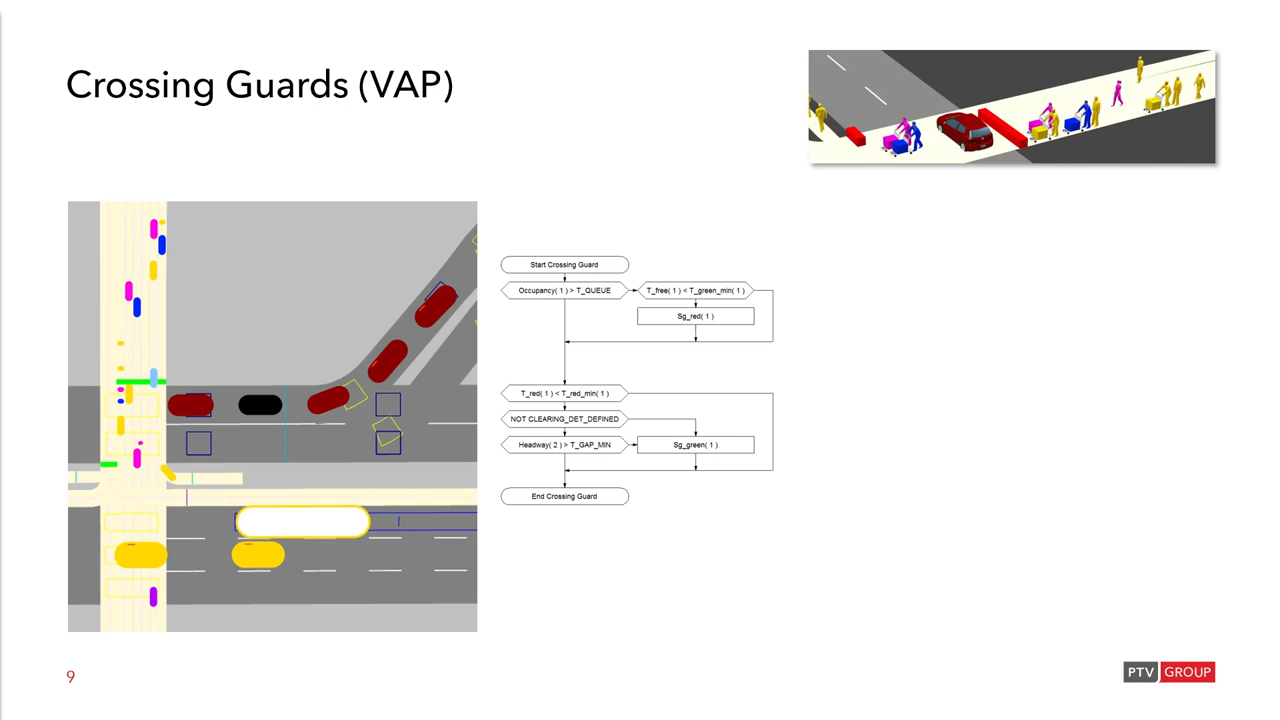 Crossing Guards (VAP)
Start Crossing Guard
Occupancy( 1 ) > T_QUEUE
T_free( 1 ) < T_green_min( 1 )
Sg_red( 1 )
T_red( 1 ) < T_red_min( 1 )
NOT CLEARING_DET_DEFINED
Headway( 2 ) > T_GAP_MIN
Sg_green( 1 )
End Crossing Guard
9
PTV GROUP